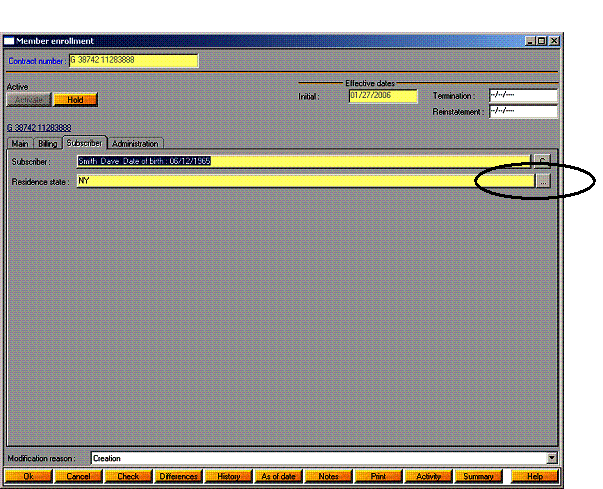 Member enrollment
Contract number: G 38742 11283888
Active
Effective dates
Activate Hold
Initial: 01/27/2006 Termination: --/--/----
Reinstatement: --/--/----
G 38742 11283888
Main Billing Subscriber Administration
Subscriber: Smith Dave Date of birth : 06/12/1965
Residence state: NY ...
Modification reason: Creation
Ok Cancel Check Differences History As of date Notes Print Activity Summary Help